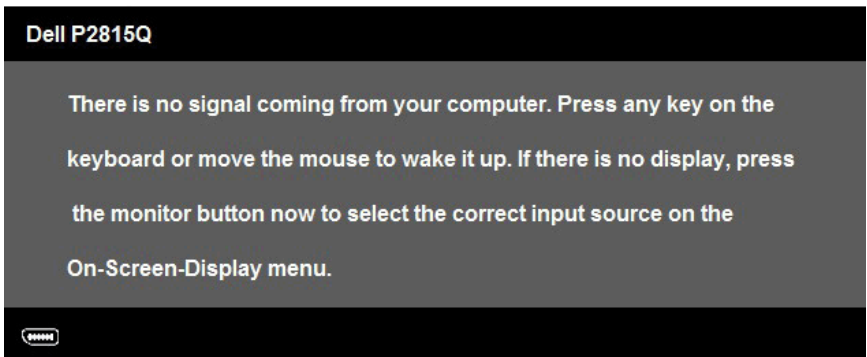 Dell P2815Q
There is no signal coming from your computer. Press any key on the
keyboard or move the mouse to wake it up. If there is no display, press
the monitor button now to select the correct input source on the
On-Screen-Display menu.